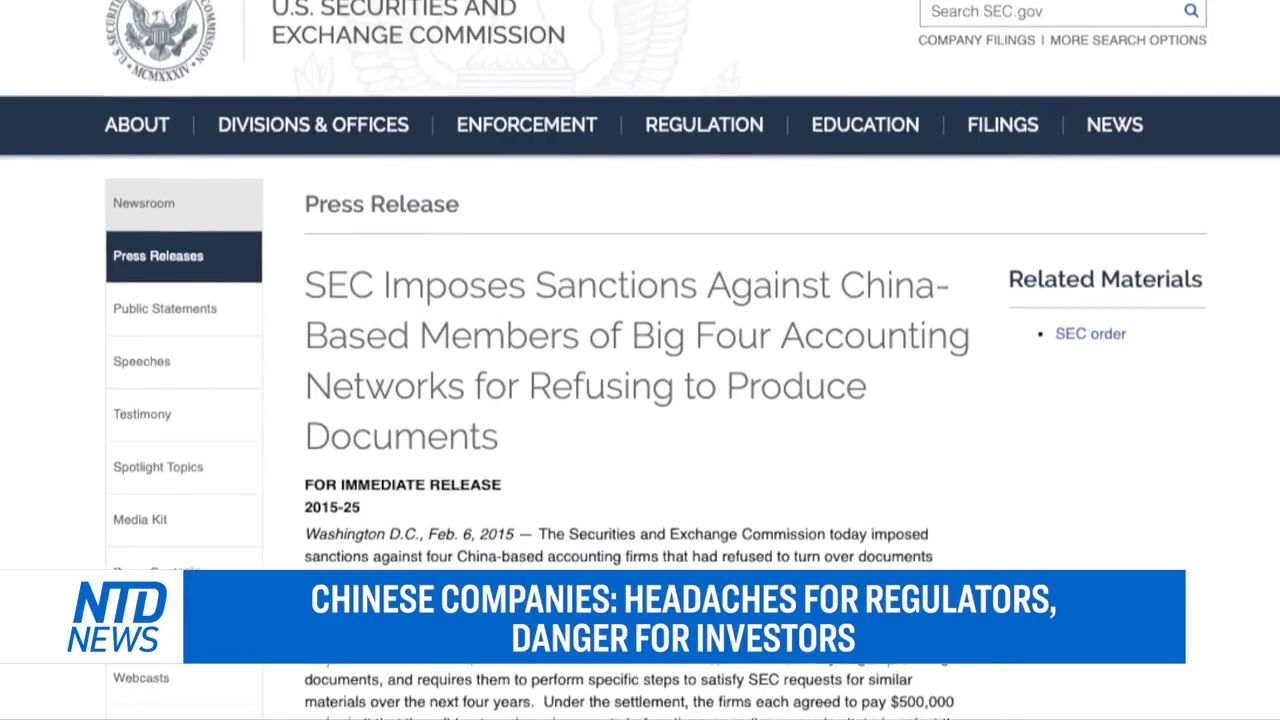 U.S. SECURITIES AND
EXCHANGE COMMISSION
MCMXXXIV
Search SEC.gov
COMPANY FILINGS | MORE SEARCH OPTIONS
ABOUT | DIVISIONS & OFFICES | ENFORCEMENT | REGULATION | EDUCATION | FILINGS | NEWS
Newsroom
Press Releases
Public Statements
Speeches
Testimony
Spotlight Topics
Media Kit
Webcasts
Press Release
SEC Imposes Sanctions Against China-
Based Members of Big Four Accounting
Networks for Refusing to Produce
Documents
FOR IMMEDIATE RELEASE
2015-25
Washington D.C., Feb. 6, 2015 — The Securities and Exchange Commission today imposed
sanctions against four China-based accounting firms that had refused to turn over documents
documents, and requires them to perform specific steps to satisfy SEC requests for similar
materials over the next four years. Under the settlement, the firms each agreed to pay $500,000
Related Materials
• SEC order
NTD
NEWS
CHINESE COMPANIES: HEADACHES FOR REGULATORS,
DANGER FOR INVESTORS